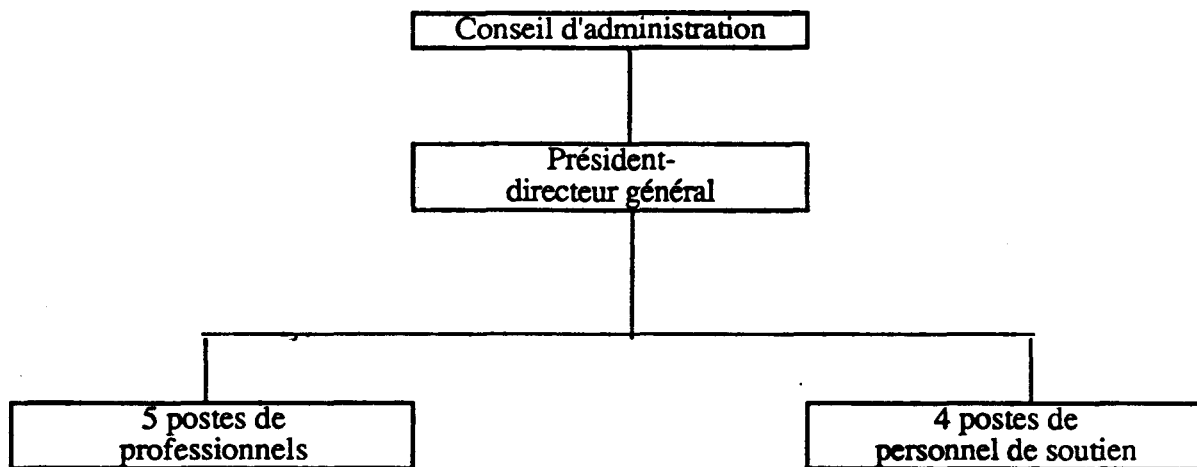 Conseil d'administration
Président-
directeur général
5 postes de
professionnels
4 postes de
personnel de soutien